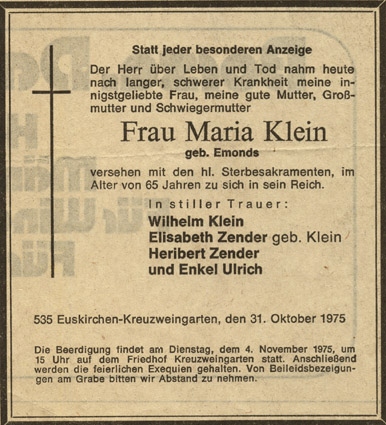 Statt jeder besonderen Anzeige
Der Herr über Leben und Tod nahm heute
nach langer, schwerer Krankheit meine in-
nigstgeliebte Frau, meine gute Mutter, Groß-
mutter und Schwiegermutter
Frau Maria Klein
geb. Emonds
versehen mit den hl. Sterbesakramenten, im
Alter von 65 Jahren zu sich in sein Reich.
In stiller Trauer:
Wilhelm Klein
Elisabeth Zender geb. Klein
Heribert Zender
und Enkel Ulrich
535 Euskirchen-Kreuzweingarten, den 31. Oktober 1975
Die Beerdigung findet am Dienstag, dem 4. November 1975, um
15 Uhr auf dem Friedhof Kreuzweingarten statt. Anschließend
werden die feierlichen Exequien gehalten. Von Beileidsbezeigun-
gen am Grabe bitten wir Abstand zu nehmen.